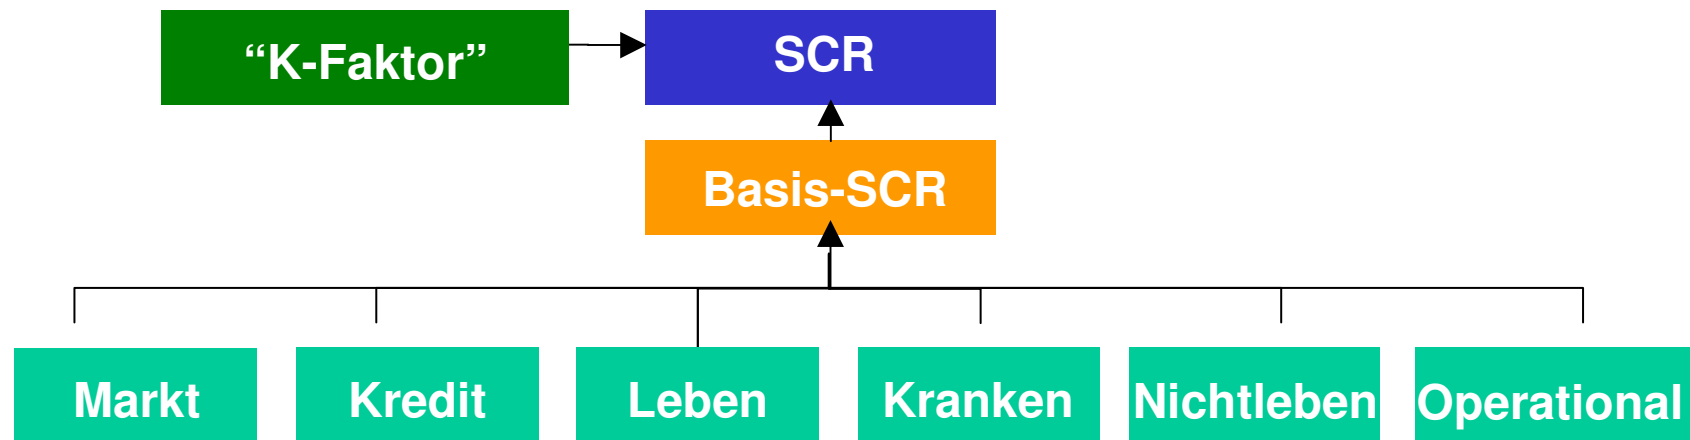 “K-Faktor”
SCR
Basis-SCR
Markt
Kredit
Leben
Kranken
Nichtleben
Operational